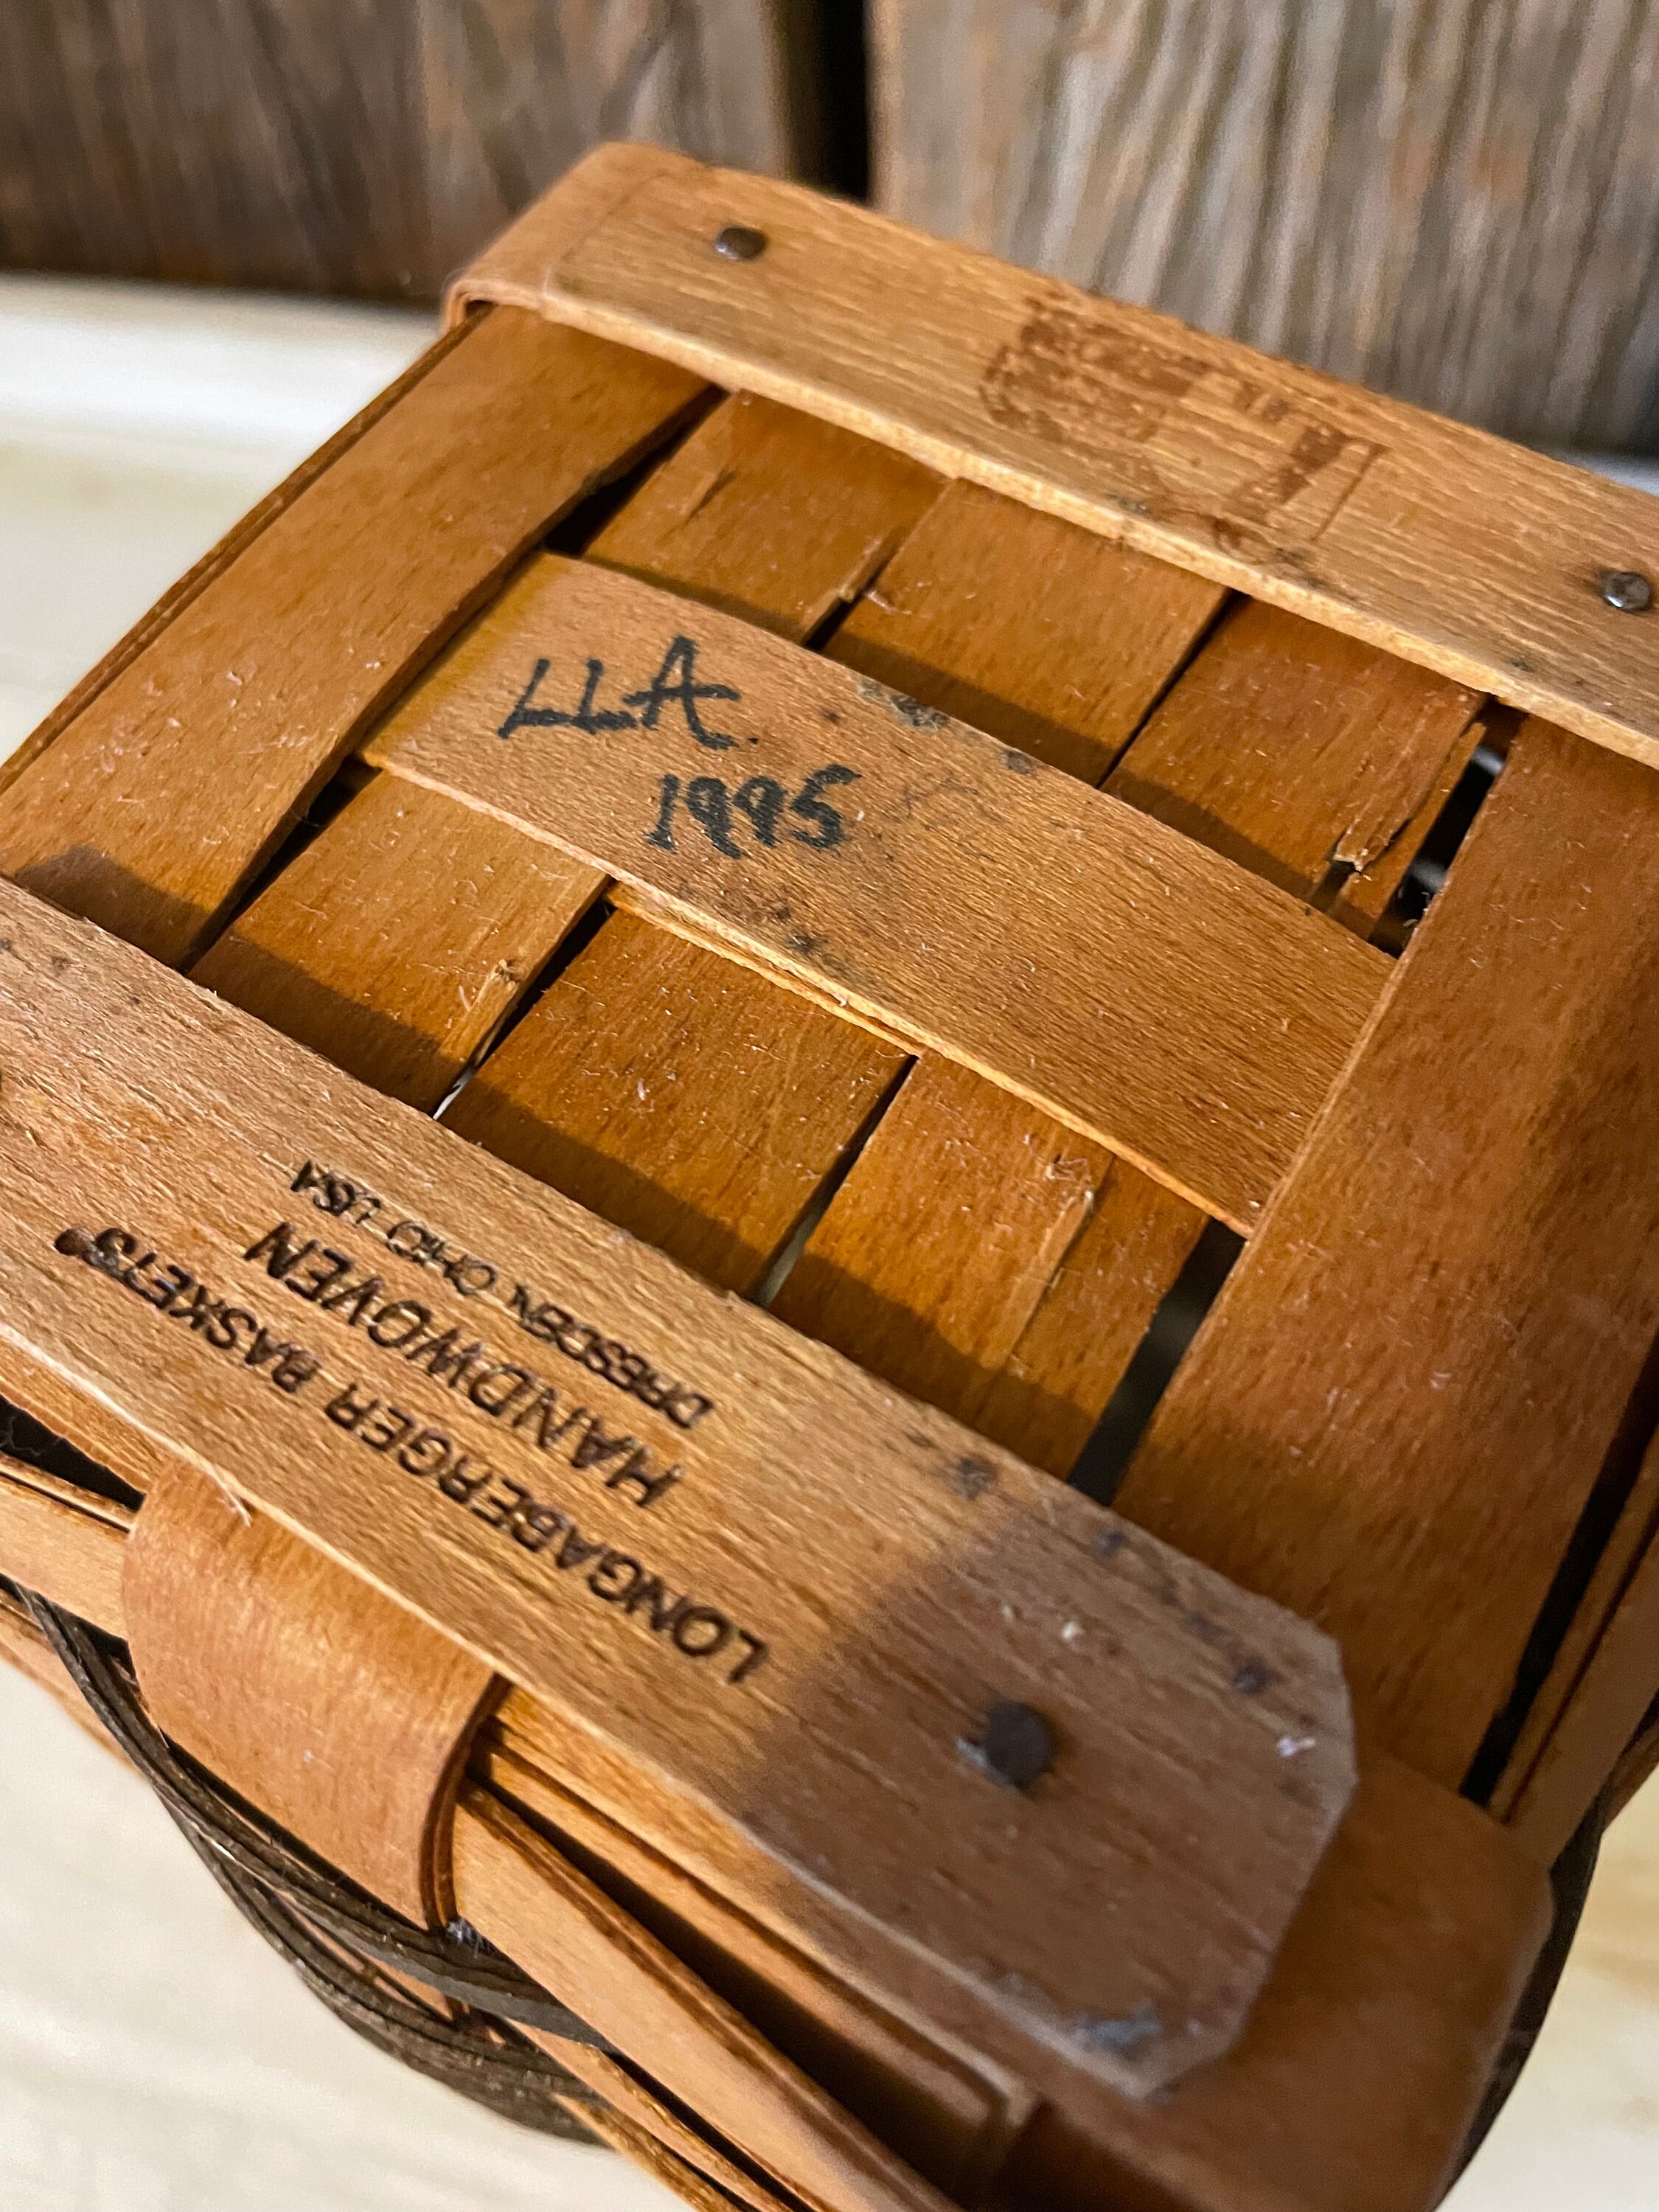 LLA
1995
LONGABERGER BASKETS®
HANDWOVEN
DRESDEN, OHIO USA